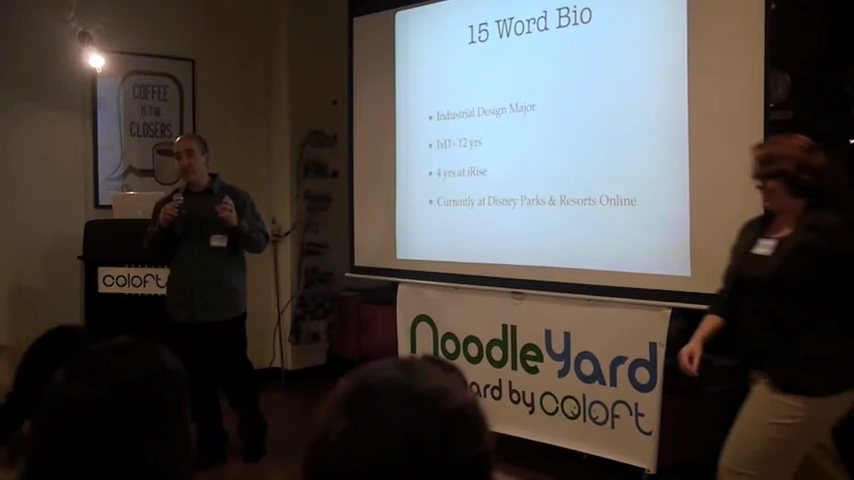 15 Word Bio
• Industrial Design Major
• IxD - 12 yrs
• 4 yrs at iRise
• Currently at Disney Parks & Resorts Online
COFFEE
IS FOR
CLOSERS
coloft
NoodleYard
ard by coloft